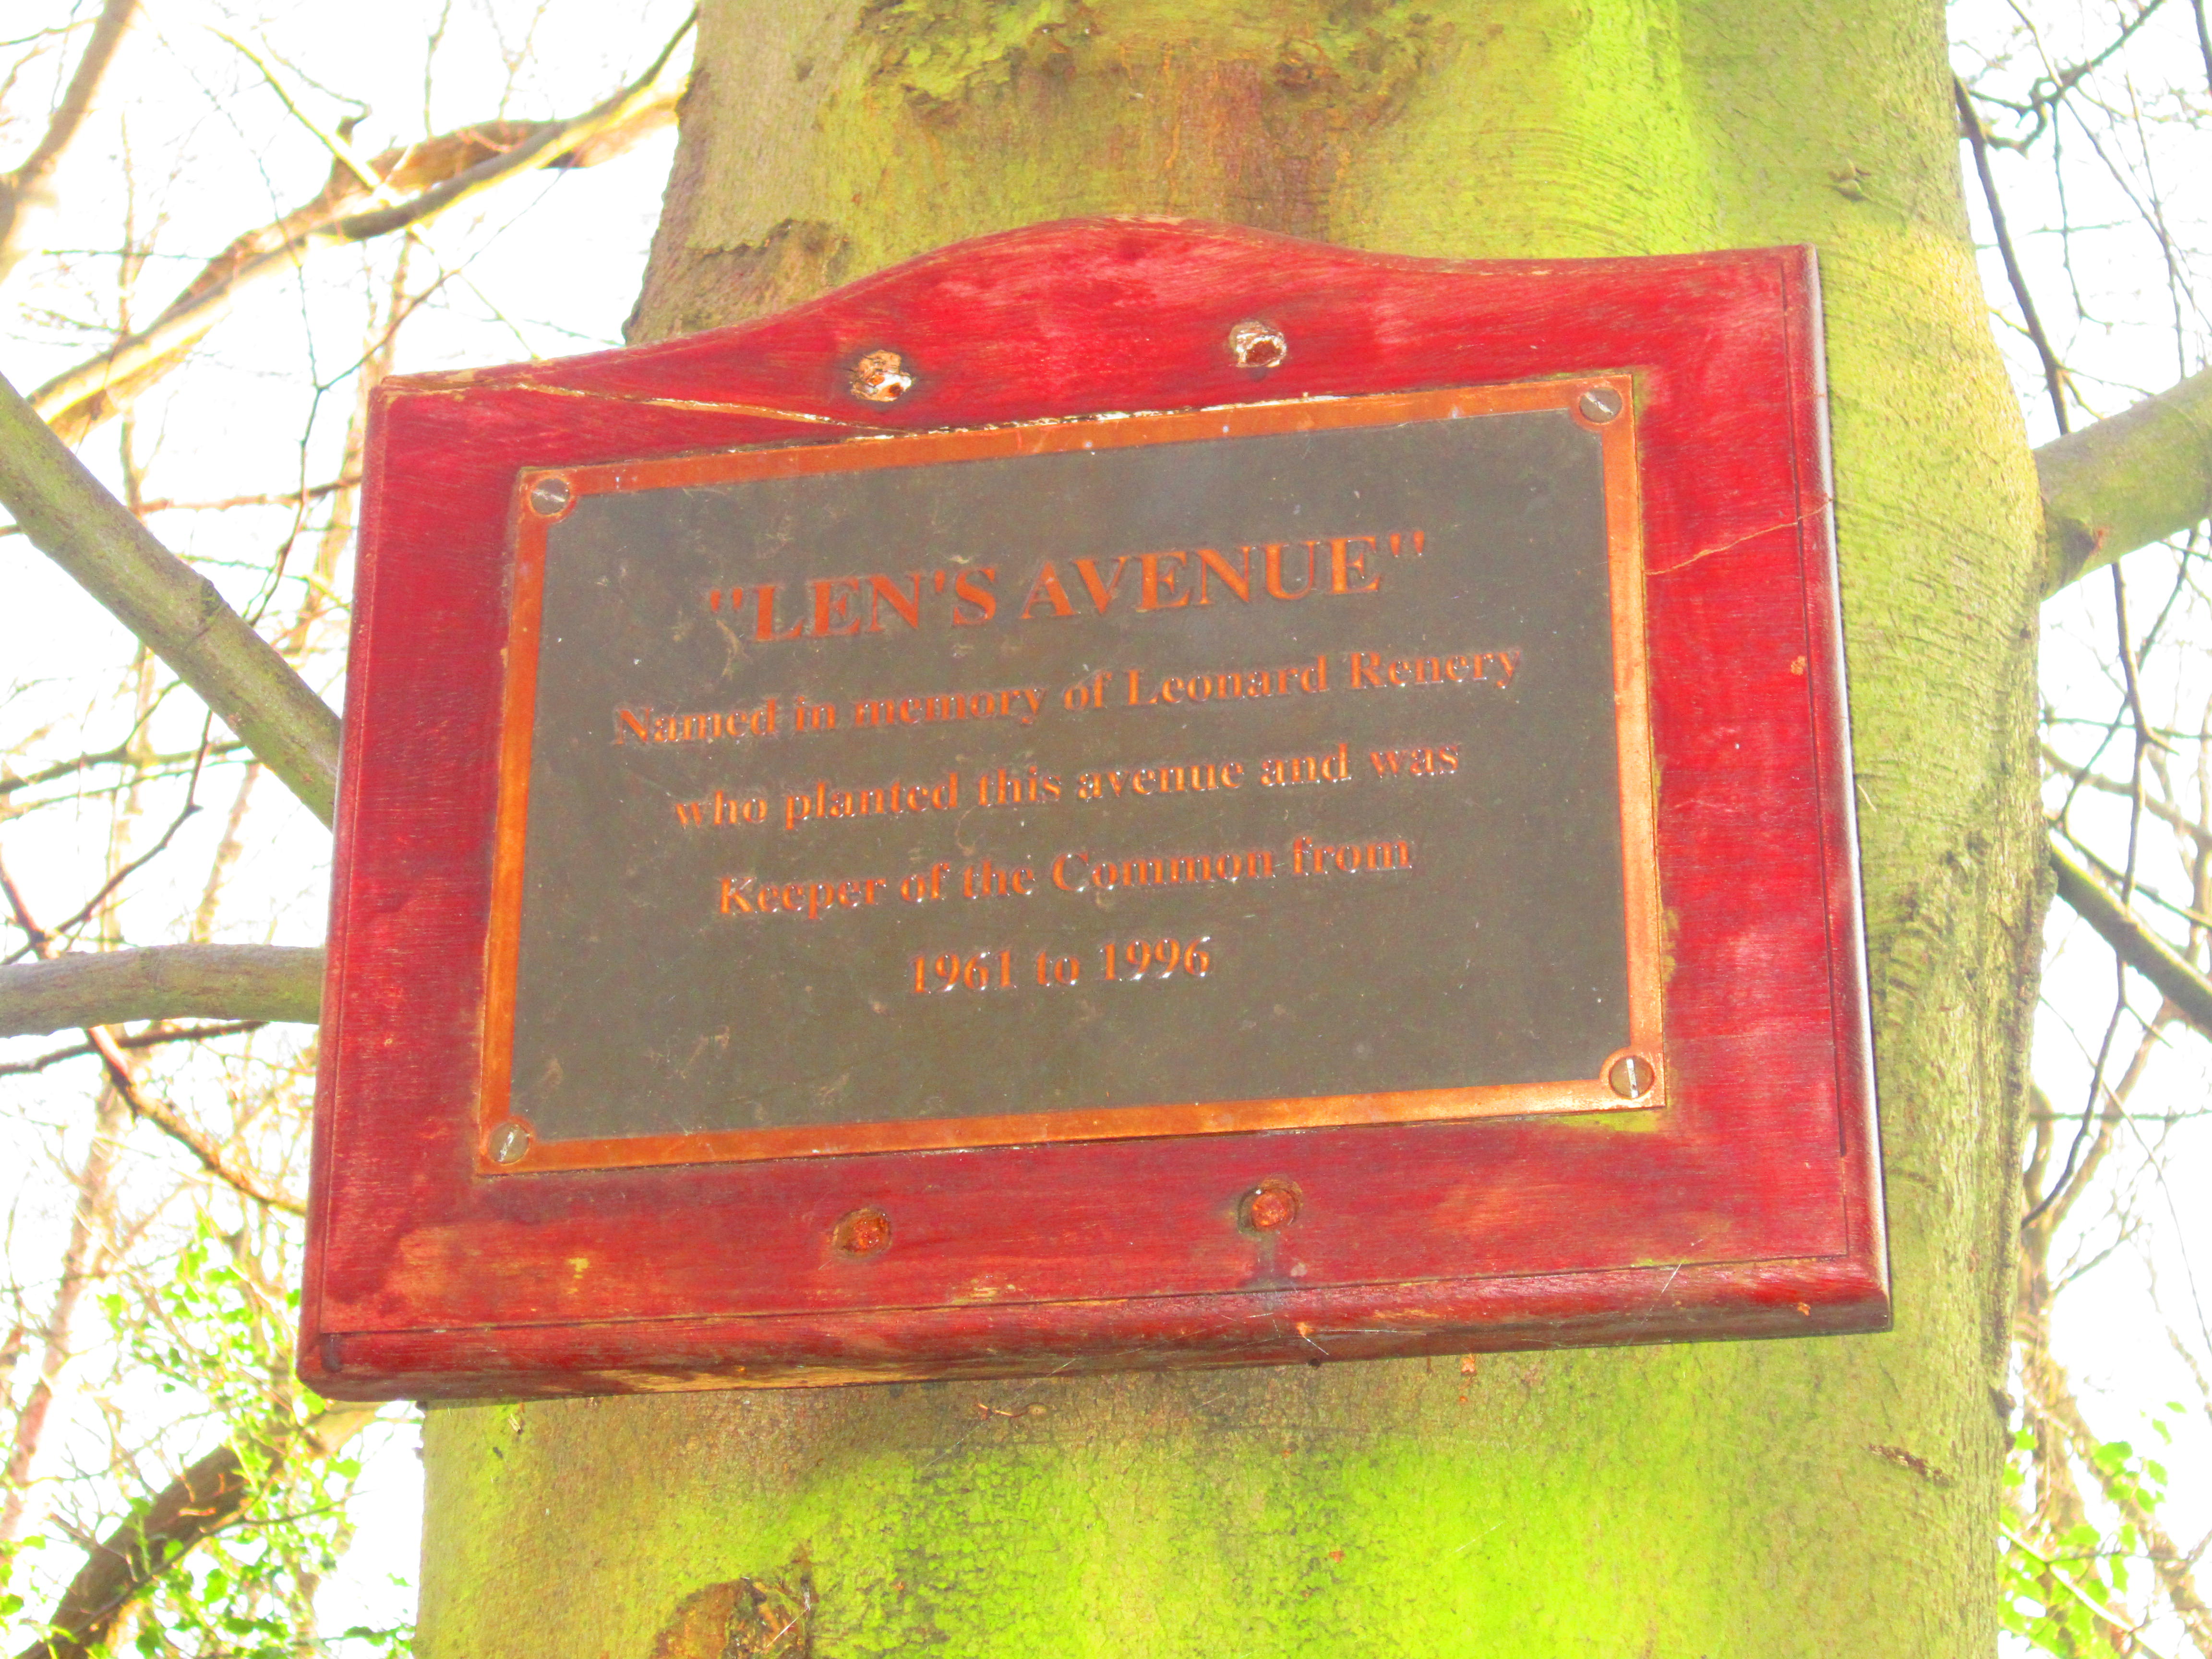 "LEN'S AVENUE"
Named in memory of Leonard Renery
who planted this avenue and was
Keeper of the Common from
1961 to 1996